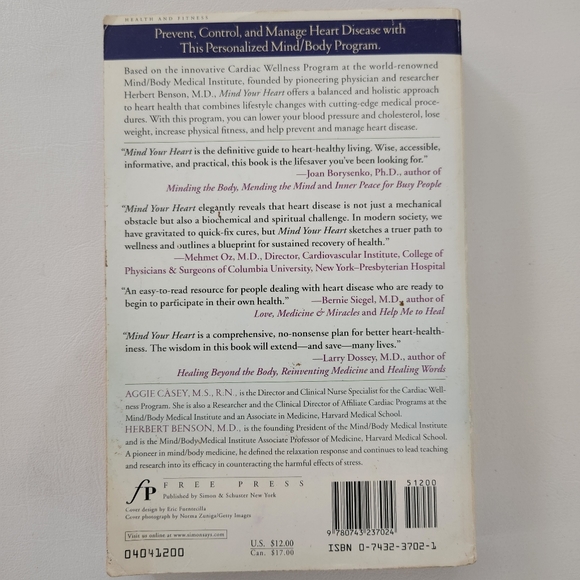 HEALTH AND FITNESS
Prevent, Control, and Manage Heart Disease with
This Personalized Mind/Body Program.
Based on the innovative Cardiac Wellness Program at the world-renowned
Mind/Body Medical Institute, founded by pioneering physician and researcher
Herbert Benson, M.D., Mind Your Heart offers a balanced and holistic approach
to heart health that combines lifestyle changes with cutting-edge medical proce-
dures. With this program, you can lower your blood pressure and cholesterol, lose
weight, increase physical fitness, and help prevent and manage heart disease.
"Mind Your Heart is the definitive guide to heart-healthy living. Wise, accessible,
informative, and practical, this book is the lifesaver you've been looking for."
—Joan Borysenko, Ph.D., author of
Minding the Body, Mending the Mind and Inner Peace for Busy People
"Mind Your Heart elegantly reveals that heart disease is not just a mechanical
obstacle but also a biochemical and spiritual challenge. In modern society, we
have gravitated to quick-fix cures, but Mind Your Heart sketches a truer path to
wellness and outlines a blueprint for sustained recovery of health."
—Mehmet Oz, M.D., Director, Cardiovascular Institute, College of
Physicians & Surgeons of Columbia University, New York–Presbyterian Hospital
"An easy-to-read resource for people dealing with heart disease who are ready to
begin to participate in their own health." —Bernie Siegel, M.D., author of
Love, Medicine & Miracles and Help Me to Heal
"Mind Your Heart is a comprehensive, no-nonsense plan for better heart-health-
iness. The wisdom in this book will extend—and save—many lives."
—Larry Dossey, M.D., author of
Healing Beyond the Body, Reinventing Medicine and Healing Words
AGGIE CASEY, M.S., R.N., is the Director and Clinical Nurse Specialist for the Cardiac Well-
ness Program. She is also a Researcher and the Clinical Director of Affiliate Cardiac Programs at the
Mind/Body Medical Institute and an Associate in Medicine, Harvard Medical School.
HERBERT BENSON, M.D., is the founding President of the Mind/Body Medical Institute
and is the Mind/Body Medical Institute Associate Professor of Medicine, Harvard Medical School.
A pioneer in mind/body medicine, he defined the relaxation response and continues to lead teaching
and research into its efficacy in counteracting the harmful effects of stress.
fP FREE PRESS
Published by Simon & Schuster New York
Cover design by Eric Fuentecilla
Cover photograph by Norma Zuñiga/Getty Images
Visit us online at www.simonsays.com
04041200
U.S. $12.00
Can. $17.00
51200
9 780743 237024
ISBN 0-7432-3702-1